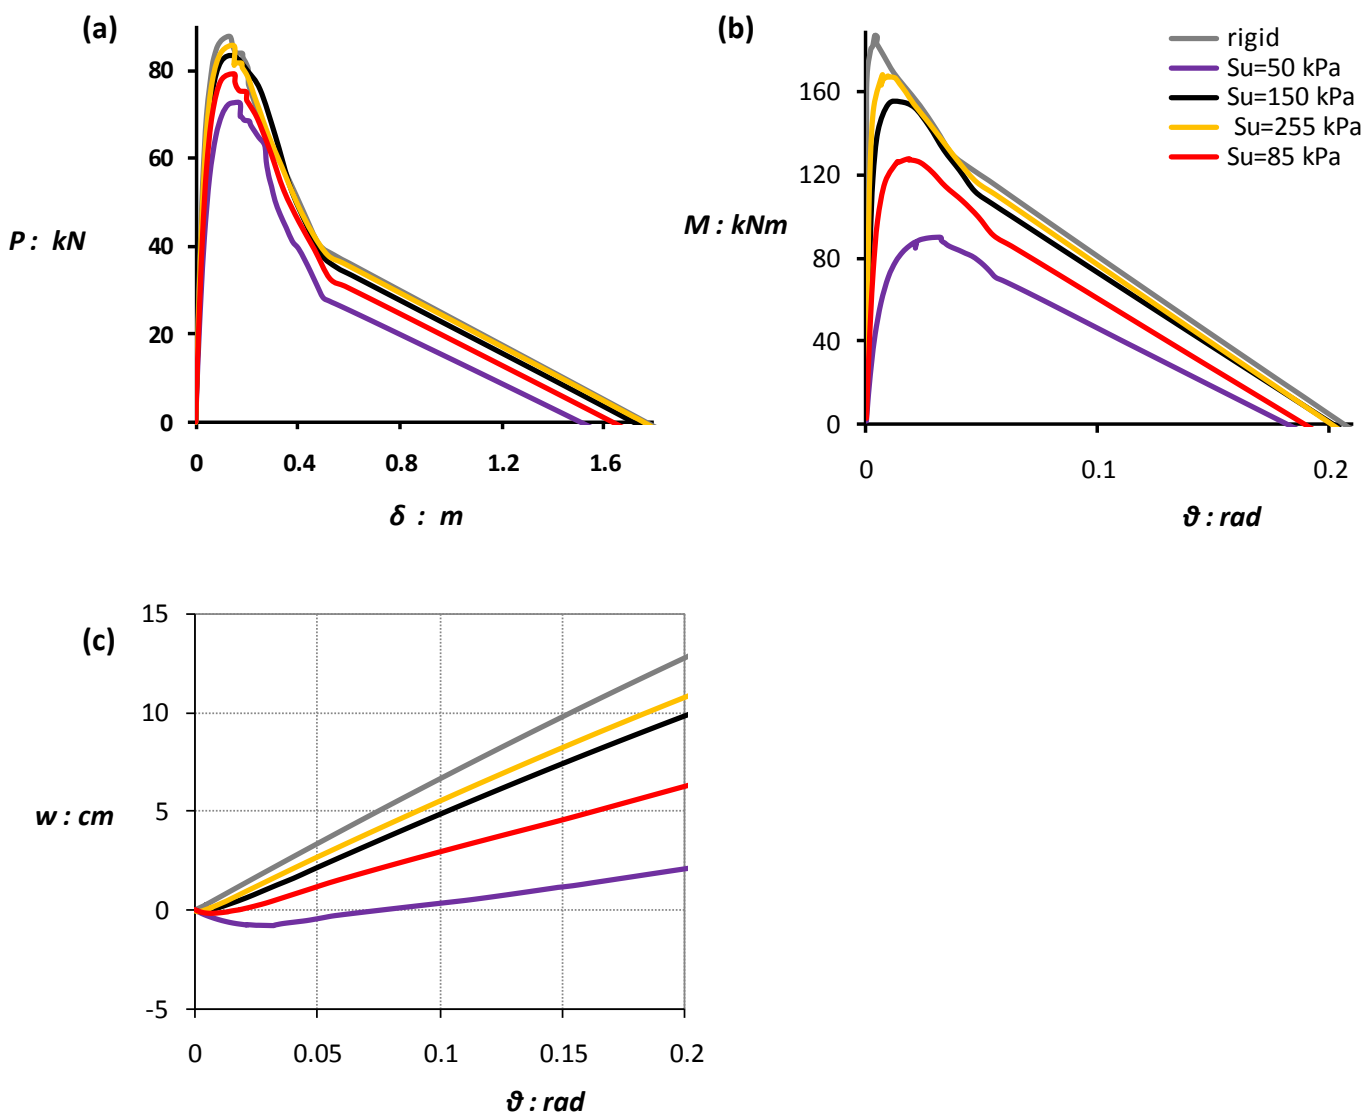 (a)
80
60
40
20
0
P : kN
0 0.4 0.8 1.2 1.6
δ : m
(b)
rigid
Su=50 kPa
Su=150 kPa
Su=255 kPa
Su=85 kPa
160
120
80
40
0
M : kNm
0 0.1 0.2
ϑ : rad
(c)
15
10
5
0
-5
w : cm
0 0.05 0.1 0.15 0.2
ϑ : rad